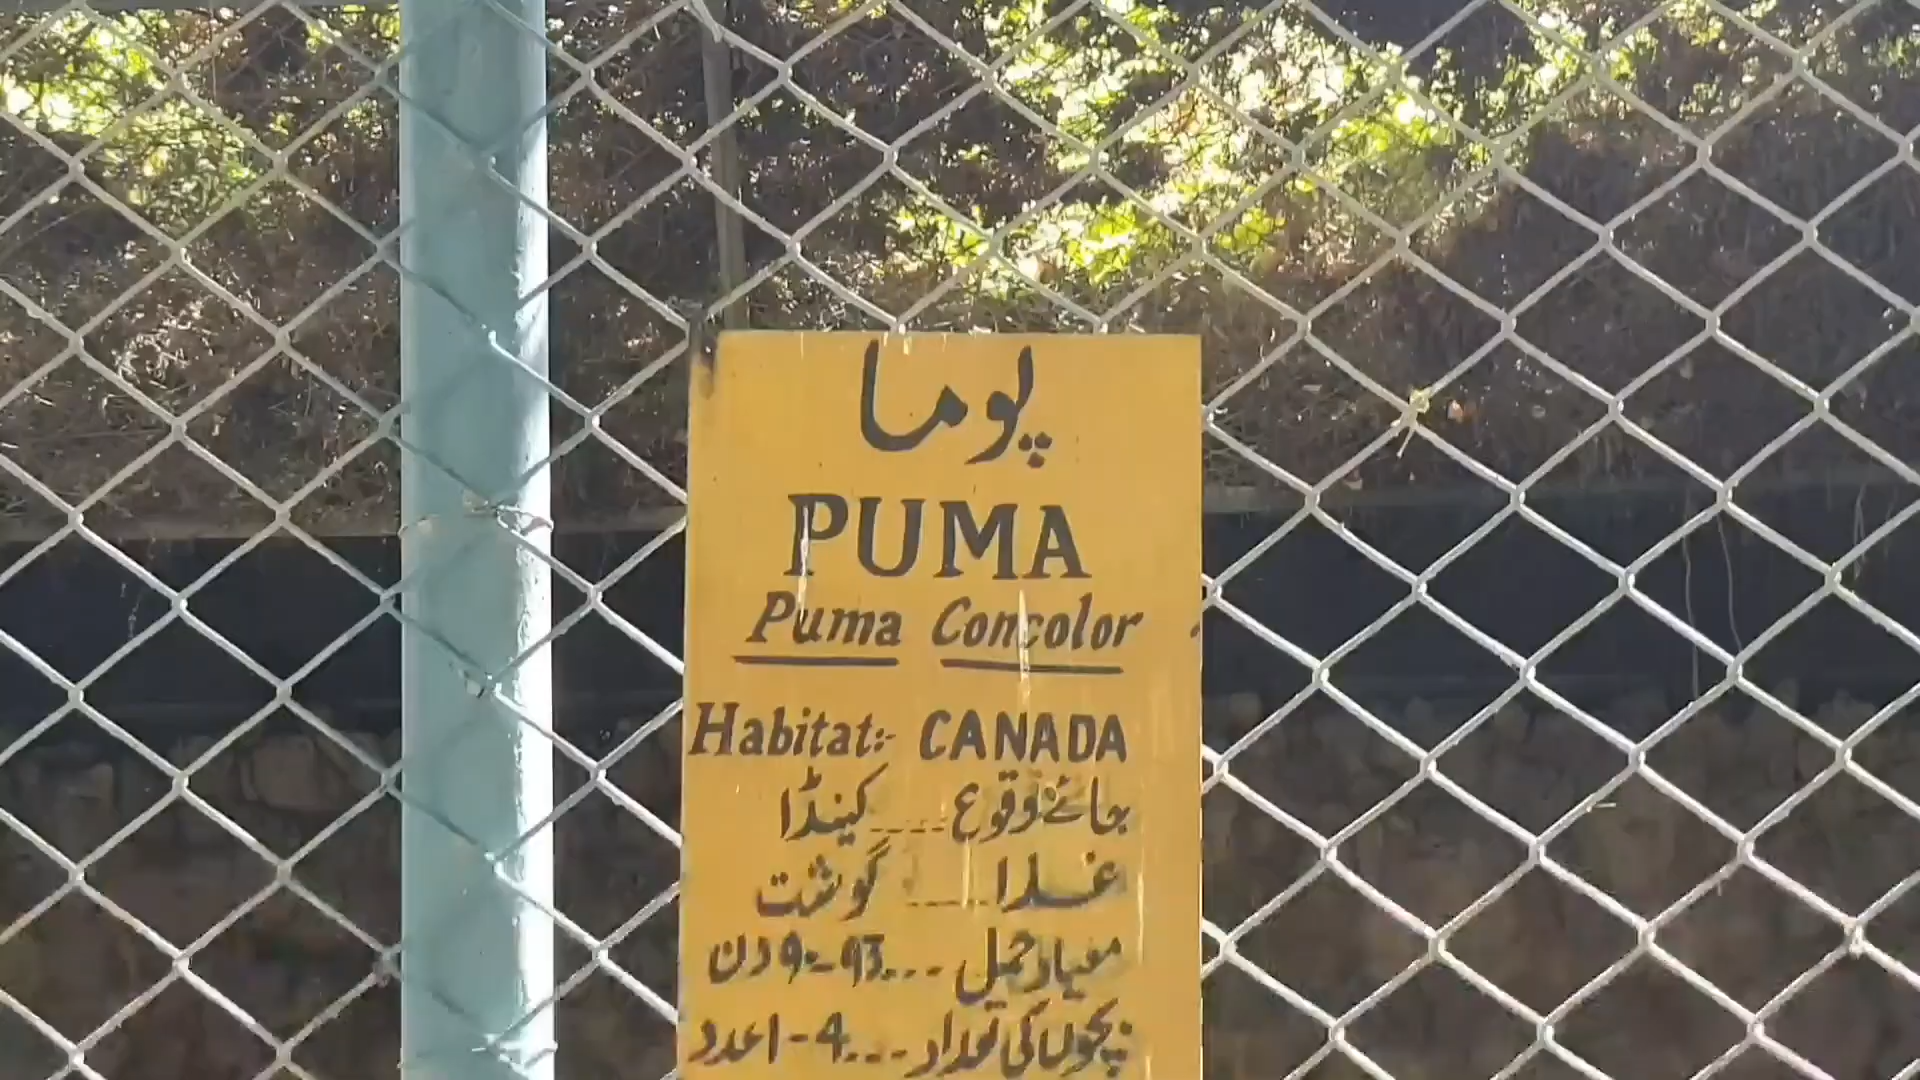 پوما
PUMA
Puma Concolor
Habitat:- CANADA
جائے وقوع ---- کینڈا
غذا ---- گوشت
میعاد حمل --- 93-90 دن
بچوں کی تعداد --- 4-1 عدد